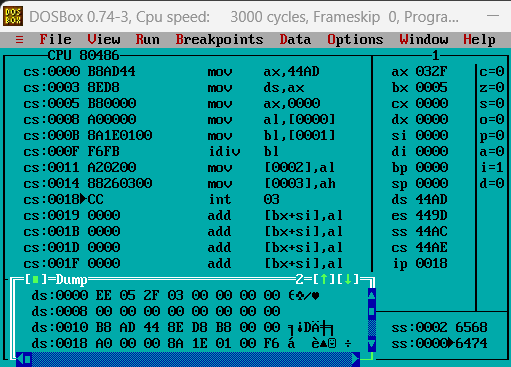 DOSBox 0.74-3, Cpu speed: 3000 cycles, Frameskip 0, Progra...
≡ File View Run Breakpoints Data Options Window Help
CPU 80486 1
cs:0000 B8AD44 mov ax,44AD ax 032F c=0
cs:0003 8ED8 mov ds,ax bx 0005 z=0
cs:0005 B80000 mov ax,0000 cx 0000 s=0
cs:0008 A00000 mov al,[0000] dx 0000 o=0
cs:000B 8A1E0100 mov bl,[0001] si 0000 p=0
cs:000F F6FB idiv bl di 0000 a=0
cs:0011 A20200 mov [0002],al bp 0000 i=1
cs:0014 88260300 mov [0003],ah sp 0000 d=0
cs:0018►CC int 03 ds 44AD
cs:0019 0000 add [bx+si],al es 449D
cs:001B 0000 add [bx+si],al ss 44AC
cs:001D 0000 add [bx+si],al cs 44AE
cs:001F 0000 add [bx+si],al ip 0018
[■]=Dump 2=[↑][↓]
ds:0000 EE 05 2F 03 00 00 00 00 ε♣/♥
ds:0008 00 00 00 00 00 00 00 00
ds:0010 B8 AD 44 8E D8 B8 00 00 ╕¡DÄ╪╕ ss:0002 6568
ds:0018 A0 00 00 8A 1E 01 00 F6 á è▲☺ ÷ ss:0000►6474